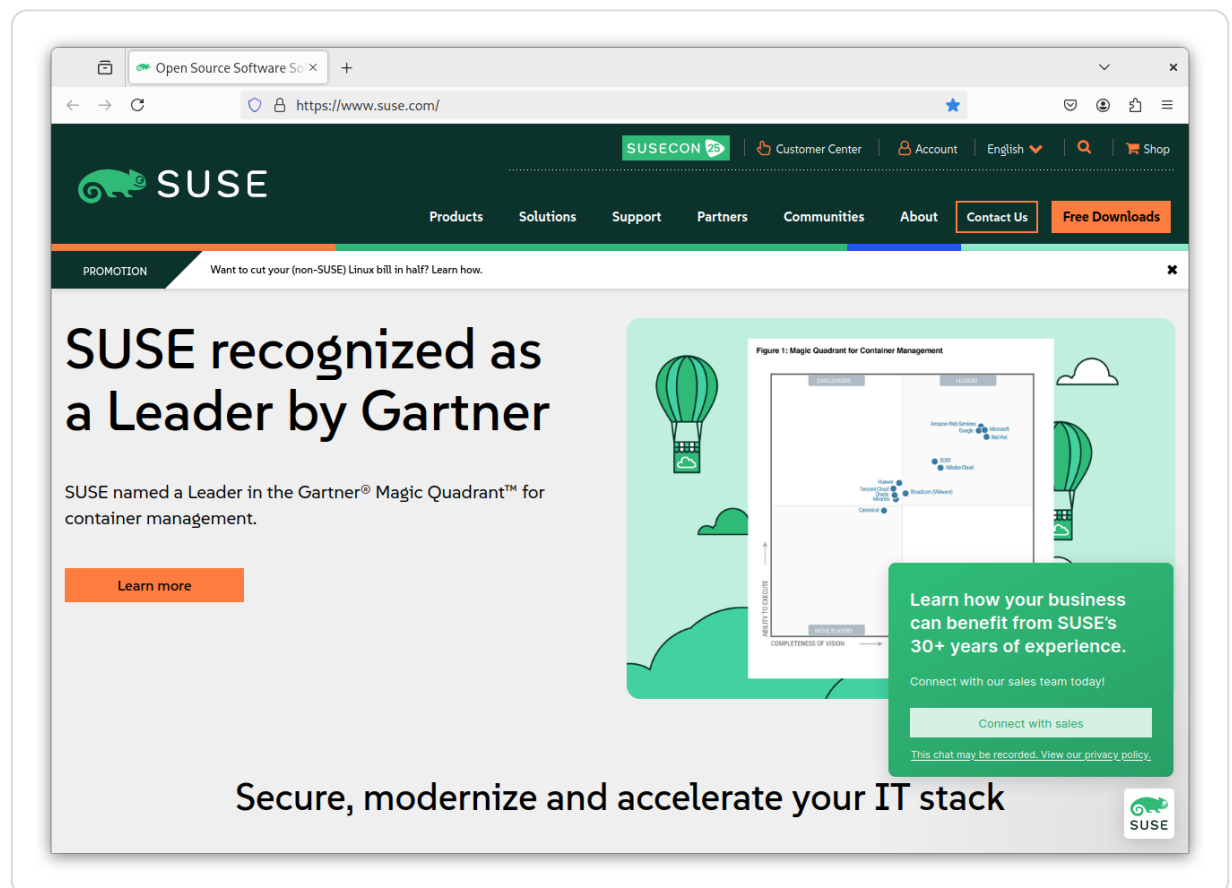 Open Source Software So
https://www.suse.com/
SUSECON 25
Customer Center
Account
English
Shop
SUSE
Products
Solutions
Support
Partners
Communities
About
Contact Us
Free Downloads
PROMOTION
Want to cut your (non-SUSE) Linux bill in half? Learn how.
SUSE recognized as
a Leader by Gartner
SUSE named a Leader in the Gartner® Magic Quadrant™ for
container management.
Learn more
Figure 1: Magic Quadrant for Container Management
CHALLENGERS
LEADERS
Amazon Web Services
Google
Microsoft
Red Hat
SUSE
Alibaba Cloud
Huawei
Tencent Cloud
Oracle
Mirantis
Broadcom (VMware)
Canonical
ABILITY TO EXECUTE
NICHE PLAYERS
COMPLETENESS OF VISION
Learn how your business
can benefit from SUSE's
30+ years of experience.
Connect with our sales team today!
Connect with sales
This chat may be recorded. View our privacy policy.
Secure, modernize and accelerate your IT stack
SUSE